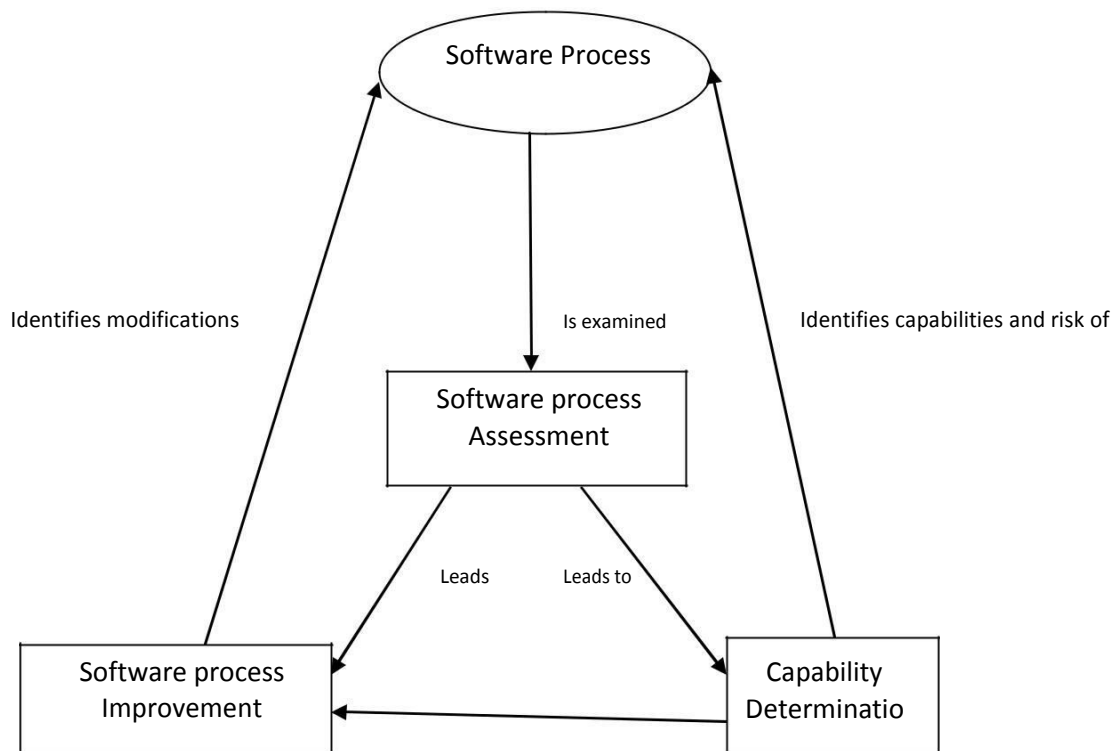 Software Process
Identifies modifications
Is examined
Identifies capabilities and risk of
Software process
Assessment
Leads
Leads to
Software process
Improvement
Capability
Determinatio